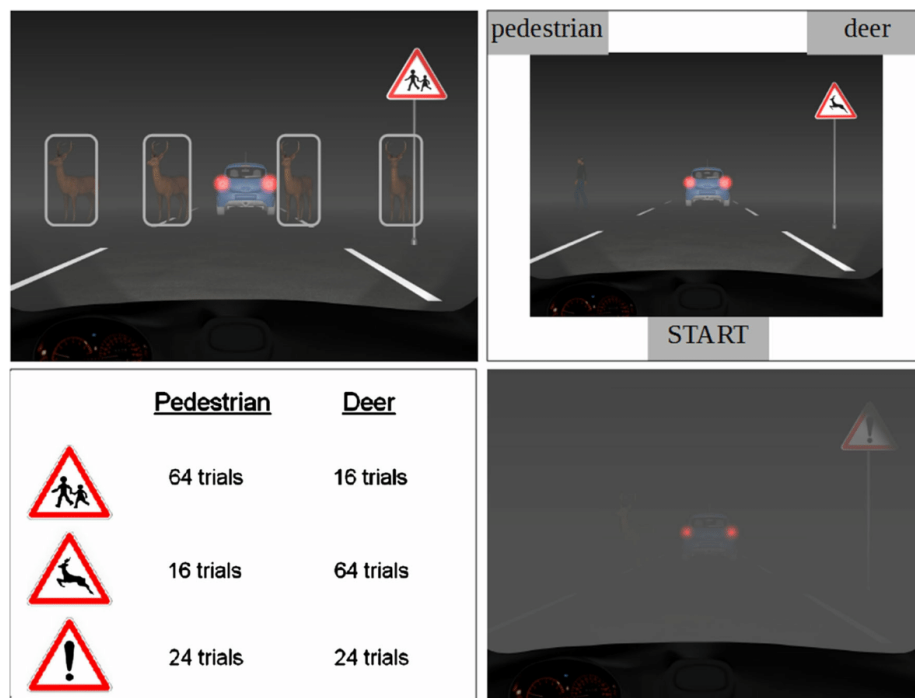 pedestrian deer
START
Pedestrian Deer
64 trials 16 trials
16 trials 64 trials
! 24 trials 24 trials